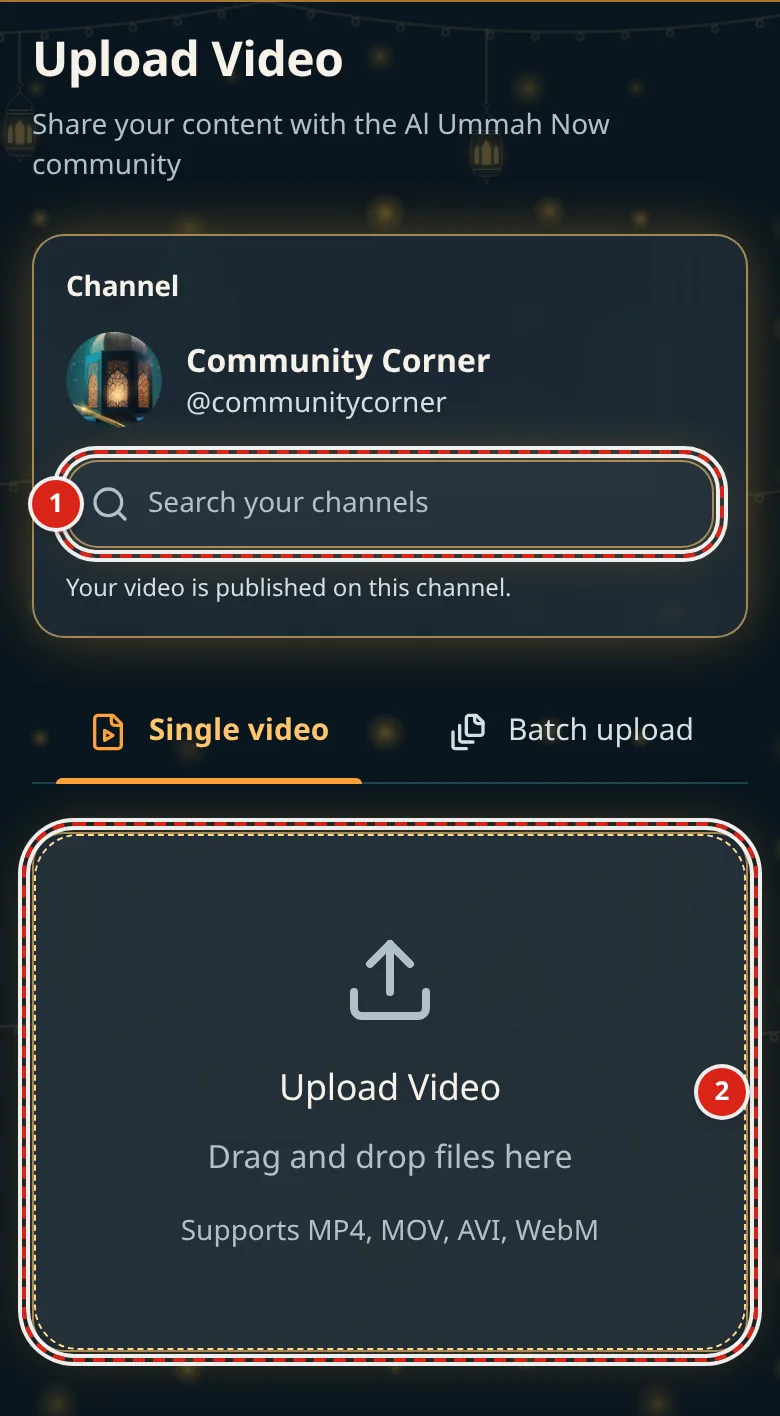 Upload Video
Share your content with the Al Ummah Now
community
Channel
Community Corner
@communitycorner
1
Search your channels
Your video is published on this channel.
Single video
Batch upload
Upload Video
2
Drag and drop files here
Supports MP4, MOV, AVI, WebM